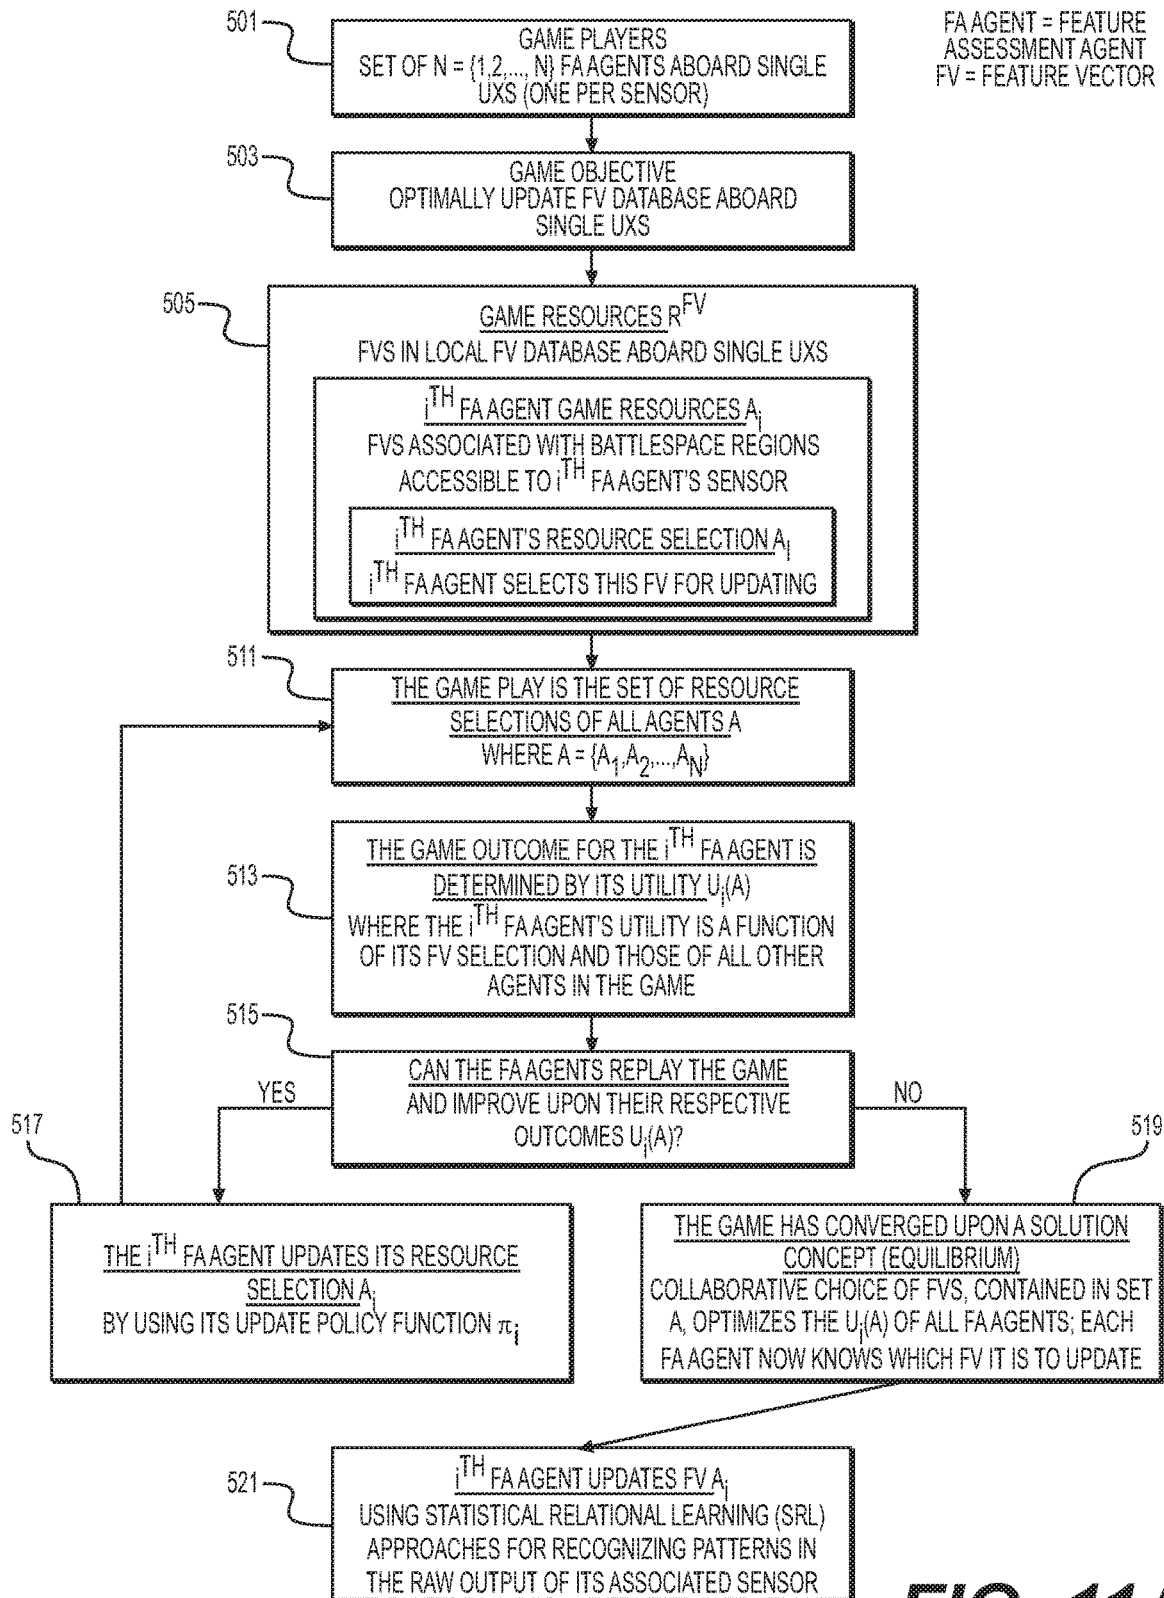 FA AGENT = FEATURE
ASSESSMENT AGENT
FV = FEATURE VECTOR
501
GAME PLAYERS
SET OF N = {1,2,..., N} FA AGENTS ABOARD SINGLE
UXS (ONE PER SENSOR)
503
GAME OBJECTIVE
OPTIMALLY UPDATE FV DATABASE ABOARD
SINGLE UXS
505
GAME RESOURCES R^FV
FVS IN LOCAL FV DATABASE ABOARD SINGLE UXS
i^TH FA AGENT GAME RESOURCES A_i
FVS ASSOCIATED WITH BATTLESPACE REGIONS
ACCESSIBLE TO i^TH FA AGENT'S SENSOR
i^TH FA AGENT'S RESOURCE SELECTION A_i
i^TH FA AGENT SELECTS THIS FV FOR UPDATING
511
THE GAME PLAY IS THE SET OF RESOURCE
SELECTIONS OF ALL AGENTS A
WHERE A = {A_1,A_2,...,A_N}
513
THE GAME OUTCOME FOR THE i^TH FA AGENT IS
DETERMINED BY ITS UTILITY U_i(A)
WHERE THE i^TH FA AGENT'S UTILITY IS A FUNCTION
OF ITS FV SELECTION AND THOSE OF ALL OTHER
AGENTS IN THE GAME
515
CAN THE FA AGENTS REPLAY THE GAME
AND IMPROVE UPON THEIR RESPECTIVE
OUTCOMES U_i(A)?
YES
NO
517
THE i^TH FA AGENT UPDATES ITS RESOURCE
SELECTION A_i
BY USING ITS UPDATE POLICY FUNCTION π_i
519
THE GAME HAS CONVERGED UPON A SOLUTION
CONCEPT (EQUILIBRIUM)
COLLABORATIVE CHOICE OF FVS, CONTAINED IN SET
A, OPTIMIZES THE U_i(A) OF ALL FA AGENTS; EACH
FA AGENT NOW KNOWS WHICH FV IT IS TO UPDATE
521
i^TH FA AGENT UPDATES FV A_i
USING STATISTICAL RELATIONAL LEARNING (SRL)
APPROACHES FOR RECOGNIZING PATTERNS IN
THE RAW OUTPUT OF ITS ASSOCIATED SENSOR